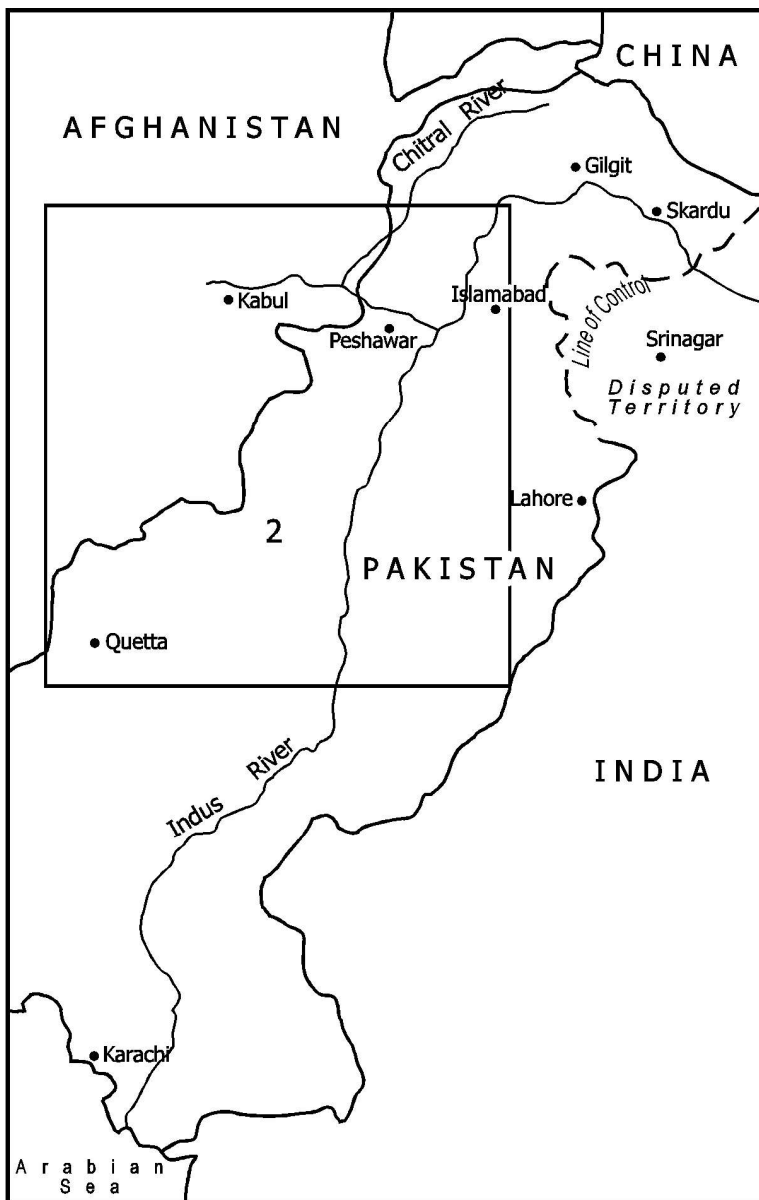 CHINA
AFGHANISTAN
Chitral River
Gilgit
Skardu
Kabul
Islamabad
Line of Control
Peshawar
Srinagar
Disputed
Territory
Lahore
2
PAKISTAN
Quetta
Indus River
INDIA
Karachi
Arabian
Sea